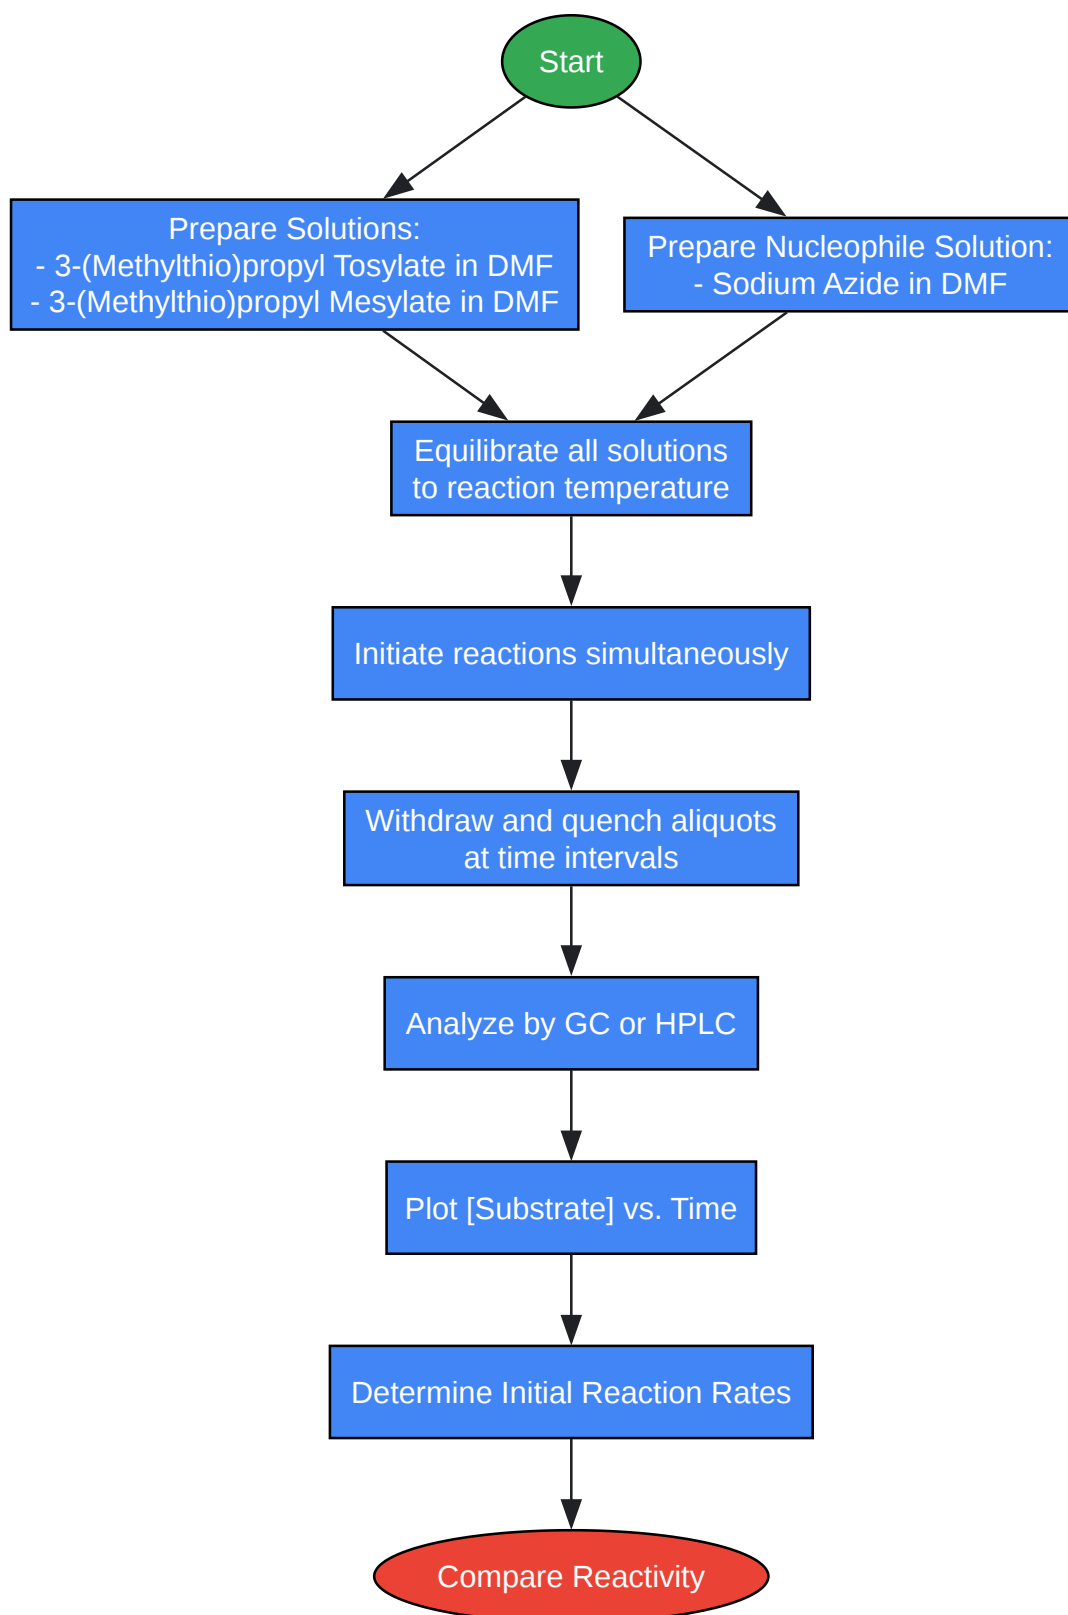 Start
Prepare Solutions:
- 3-(Methylthio)propyl Tosylate in DMF
- 3-(Methylthio)propyl Mesylate in DMF
Prepare Nucleophile Solution:
- Sodium Azide in DMF
Equilibrate all solutions
to reaction temperature
Initiate reactions simultaneously
Withdraw and quench aliquots
at time intervals
Analyze by GC or HPLC
Plot [Substrate] vs. Time
Determine Initial Reaction Rates
Compare Reactivity